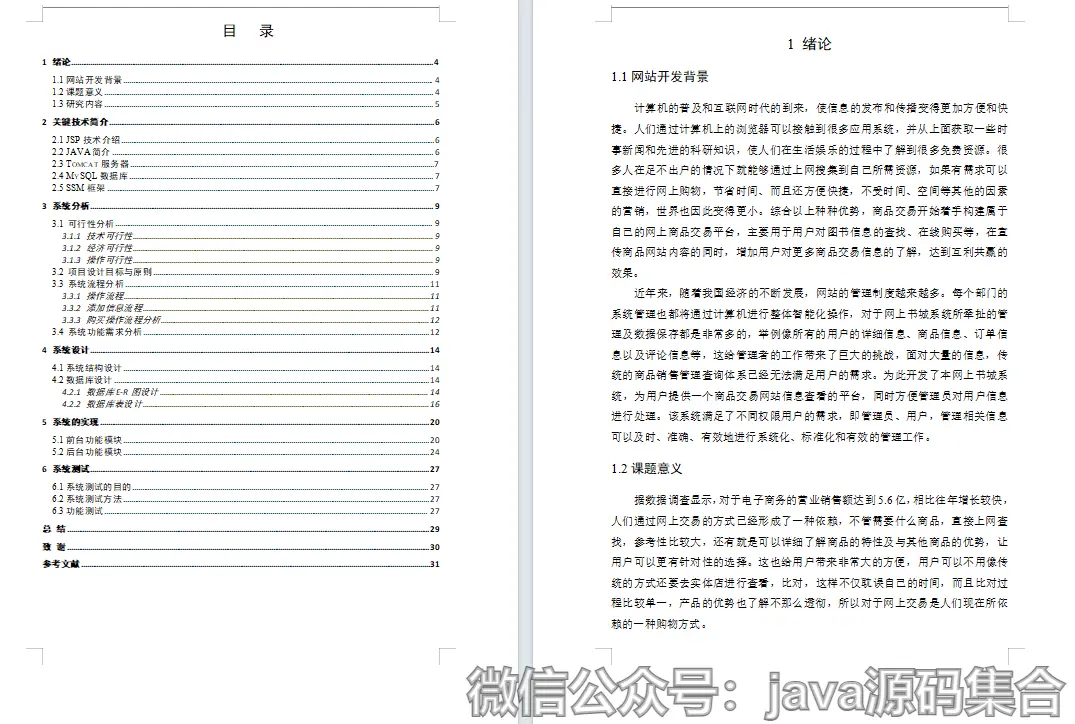 目 录
1 绪论 4
1.1 网站开发背景 4
1.2 课题意义 4
1.3 研究内容 5
2 关键技术简介 6
2.1 JSP 技术介绍 6
2.2 JAVA 简介 6
2.3 TOMCAT 服务器 7
2.4 MYSQL 数据库 7
2.5 SSM 框架 7
3 系统分析 9
3.1 可行性分析 9
3.1.1 技术可行性 9
3.1.2 经济可行性 9
3.1.3 操作可行性 9
3.2 项目设计目标与原则 9
3.3 系统流程分析 11
3.3.1 操作流程 11
3.3.2 添加信息流程 11
3.3.3 购买操作流程分析 12
3.4 系统功能需求分析 12
4 系统设计 14
4.1 系统结构设计 14
4.2 数据库设计 14
4.2.1 数据库 E-R 图设计 14
4.2.2 数据库表设计 16
5 系统的实现 20
5.1 前台功能模块 20
5.2 后台功能模块 24
6 系统测试 27
6.1 系统测试的目的 27
6.2 系统测试方法 27
6.3 功能测试 27
总 结 29
致 谢 30
参考文献 31
1 绪论
1.1 网站开发背景
计算机的普及和互联网时代的到来，使信息的发布和传播变得更加方便和快
捷。人们通过计算机上的浏览器可以接触到很多应用系统，并从上面获取一些时
事新闻和先进的科研知识，使人们在生活娱乐的过程中了解到很多免费资源。很
多人在足不出户的情况下就能够通过上网搜集到自己所需资源，如果有需求可以
直接进行网上购物，节省时间、而且还方便快捷，不受时间、空间等其他的因素
的营销，世界也因此变得更小。综合以上种种优势，商品交易开始着手构建属于
自己的网上商品交易平台，主要用于用户对图书信息的查找、在线购买等，在宣
传商品网站内容的同时，增加用户对更多商品交易信息的了解，达到互利共赢的
效果。
近年来，随着我国经济的不断发展，网站的管理制度越来越多。每个部门的
系统管理也都将通过计算机进行整体智能化操作，对于网上书城系统所牵扯的管
理及数据保存都是非常多的，举例像所有的用户的详细信息、商品信息、订单信
息以及评论信息等，这给管理者的工作带来了巨大的挑战，面对大量的信息，传
统的商品销售管理查询体系已经无法满足用户的需求。为此开发了本网上书城系
统，为用户提供一个商品交易网站信息查看的平台，同时方便管理员对用户信息
进行处理。该系统满足了不同权限用户的需求，即管理员、用户，管理相关信息
可以及时、准确、有效地进行系统化、标准化和有效的管理工作。
1.2 课题意义
据数据调查显示，对于电子商务的营业销售额达到 5.6 亿，相比往年增长较快，
人们通过网上交易的方式已经形成了一种依赖，不管需要什么商品，直接上网查
找，参考性比较大，还有就是可以详细了解商品的特性及与其他商品的优势，让
用户可以更有针对性的选择。这也给用户带来非常大的方便，用户可以不用像传
统的方式还要去实体店进行查看，比对，这样不仅耽误自己的时间，而且比对过
程比较单一，产品的优势也了解不那么透彻，所以对于网上交易是人们现在所依
赖的一种购物方式。
微信公众号：java源码集合